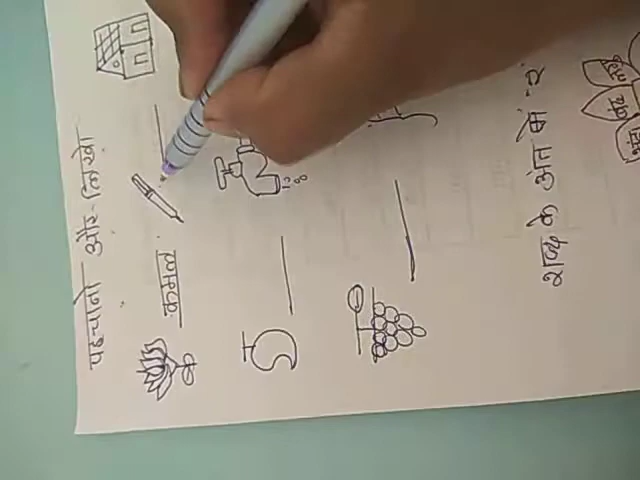 पहचानो और लिखो
कमल
शब्द के अंत में र